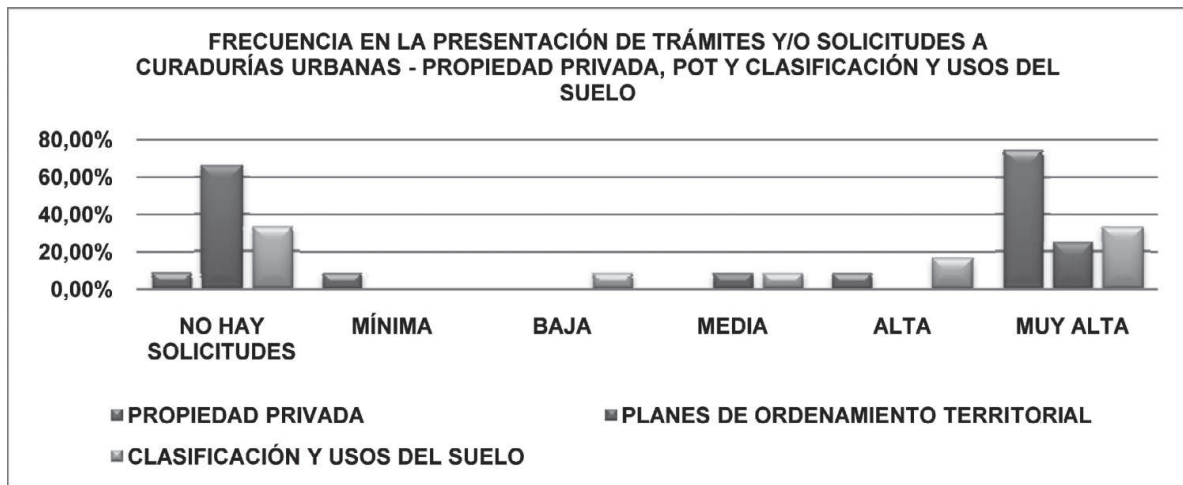 FRECUENCIA EN LA PRESENTACIÓN DE TRÁMITES Y/O SOLICITUDES A
CURADURÍAS URBANAS - PROPIEDAD PRIVADA, POT Y CLASIFICACIÓN Y USOS DEL
SUELO
80,00%
60,00%
40,00%
20,00%
0,00%
NO HAY
SOLICITUDES
MÍNIMA
BAJA
MEDIA
ALTA
MUY ALTA
PROPIEDAD PRIVADA
PLANES DE ORDENAMIENTO TERRITORIAL
CLASIFICACIÓN Y USOS DEL SUELO